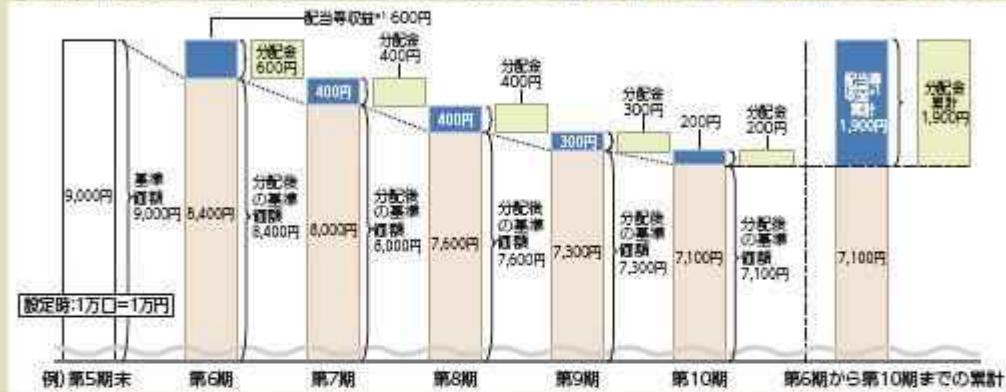 配当等収益*1 600円
分配金
600円
分配金
400円
400円
分配金
400円
400円
分配金
300円
300円
200円
分配金
200円
配当等
収益*1
累計
1,900円
分配金
累計
1,900円
9,000円
基準
価額
9,000円
8,400円
分配後
の基準
価額
8,400円
8,000円
分配後
の基準
価額
8,000円
7,600円
分配後
の基準
価額
7,600円
7,300円
分配後
の基準
価額
7,300円
7,100円
分配後
の基準
価額
7,100円
7,100円
設定時:1万口=1万円
例)第5期末
第6期
第7期
第8期
第9期
第10期
第6期から第10期までの累計